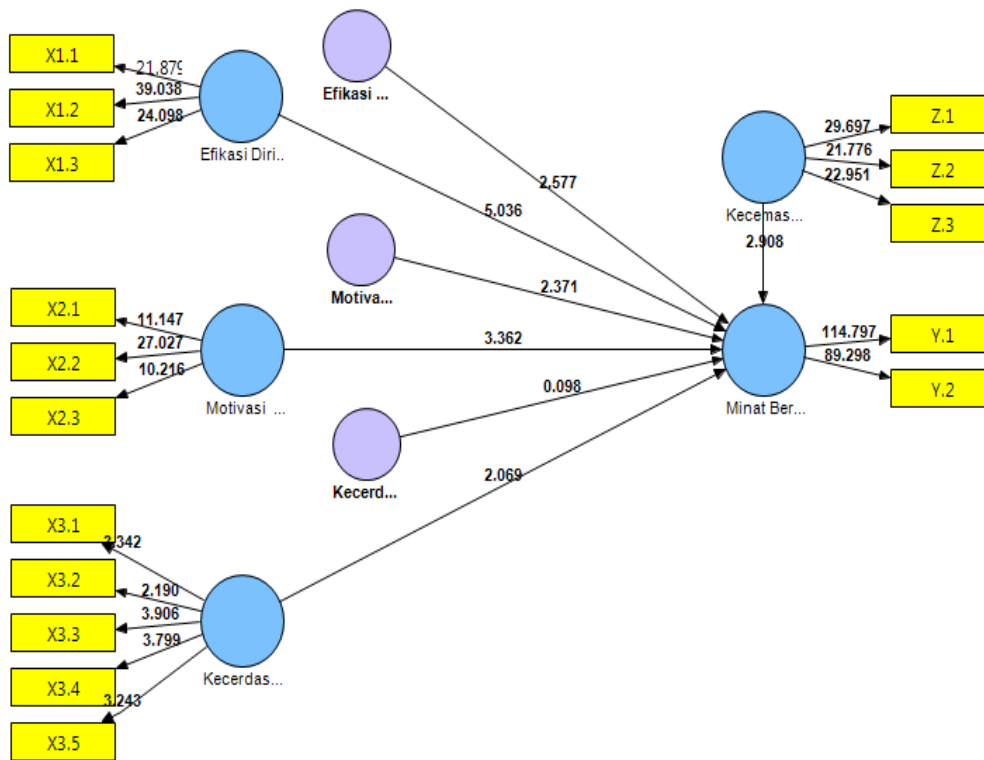 X1.1
21.879
X1.2
39.038
X1.3
24.098
Efikasi Diri..
Efikasi ...
2.577
5.036
Kecemas...
2.908
29.697
Z.1
21.776
Z.2
22.951
Z.3
Motiva...
2.371
X2.1
11.147
X2.2
27.027
X2.3
10.216
Motivasi ...
3.362
0.098
Kecerd...
2.069
Minat Ber...
114.797
Y.1
89.298
Y.2
X3.1
X3.2
2.190
X3.3
3.906
X3.4
3.799
X3.5
3.243
Kecerdas...